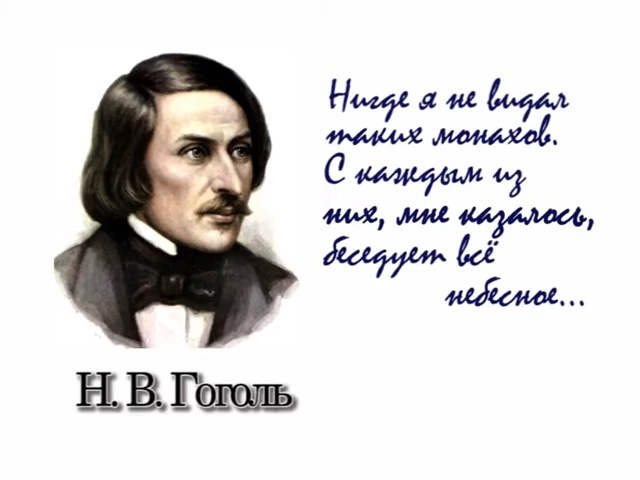 Нигде я не видал
таких монахов.
С каждым из
них, мне казалось,
беседует всё
небесное...
Н. В. Гоголь